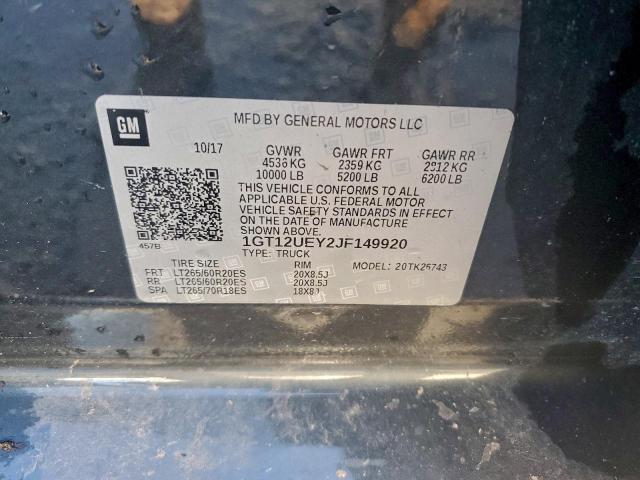 GM
MFD BY GENERAL MOTORS LLC
10/17 GVWR GAWR FRT GAWR RR
4536 KG 2359 KG 2812 KG
10000 LB 5200 LB 6200 LB
THIS VEHICLE CONFORMS TO ALL
APPLICABLE U.S. FEDERAL MOTOR
VEHICLE SAFETY STANDARDS IN EFFECT
ON THE DATE OF MANUFACTURE
SHOWN ABOVE.
457B
1GT12UEY2JF149920
TYPE: TRUCK
TIRE SIZE RIM MODEL: 20TK25743
FRT LT265/60R20ES 20X8.5J
RR LT265/60R20ES 20X8.5J
SPA LT265/70R18ES 18X8J